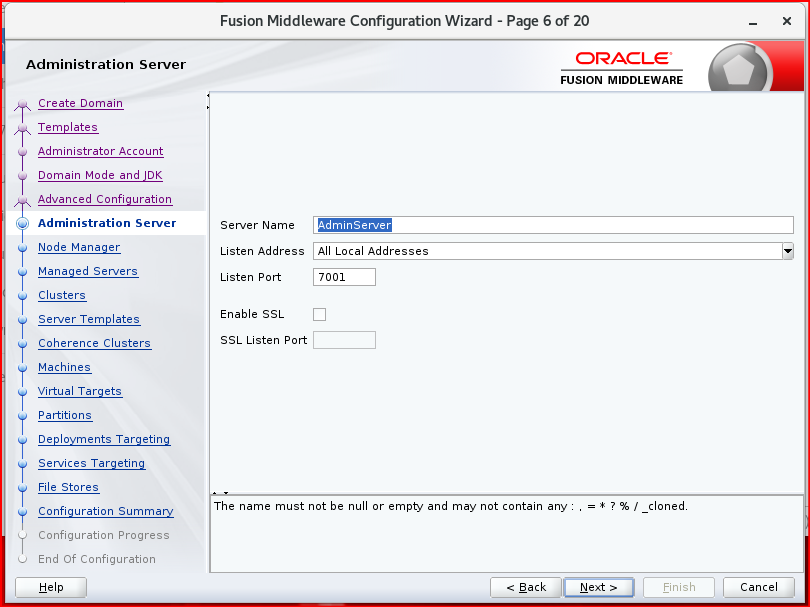 Fusion Middleware Configuration Wizard - Page 6 of 20
Administration Server
ORACLE
FUSION MIDDLEWARE
Create Domain
Templates
Administrator Account
Domain Mode and JDK
Advanced Configuration
Administration Server
Node Manager
Managed Servers
Clusters
Server Templates
Coherence Clusters
Machines
Virtual Targets
Partitions
Deployments Targeting
Services Targeting
File Stores
Configuration Summary
Configuration Progress
End Of Configuration
Server Name AdminServer
Listen Address All Local Addresses
Listen Port 7001
Enable SSL
SSL Listen Port
The name must not be null or empty and may not contain any : , = * ? % / _cloned.
Help
< Back
Next >
Finish
Cancel